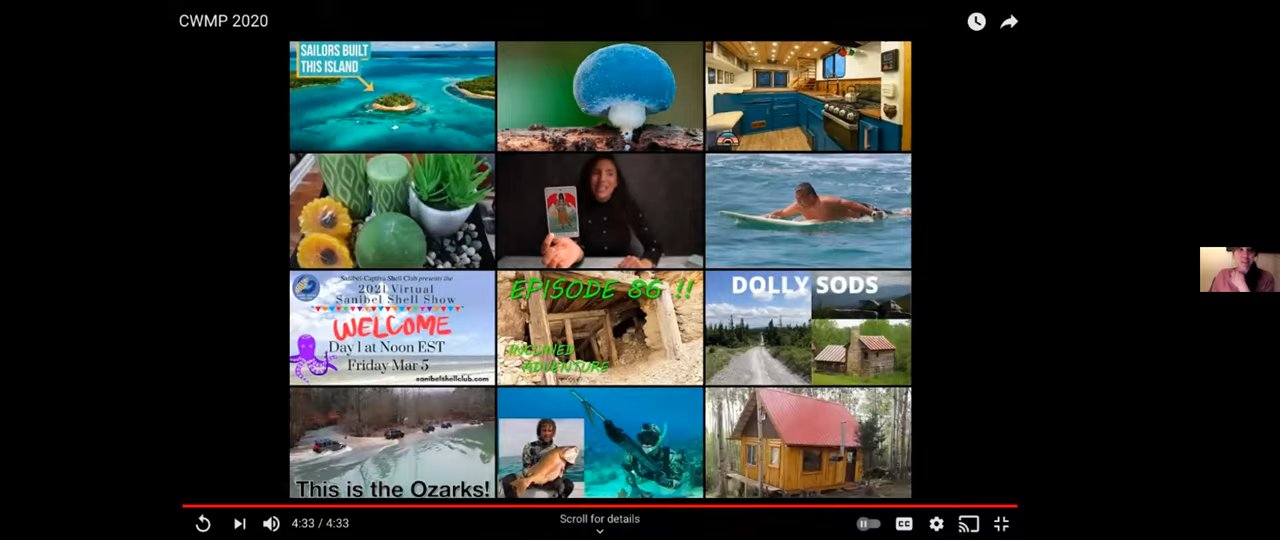 CWMP 2020
SAILORS BUILT
THIS ISLAND
Sanibel-Captiva Shell Club presents the
2021 Virtual
Sanibel Shell Show
WELCOME
Day 1 at Noon EST
Friday Mar 5
sanibelshellclub.com
EPISODE 86 !!
INCLINED
ADVENTURE
DOLLY SODS
This is the Ozarks!
4:33 / 4:33
Scroll for details
CC